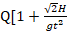 Q[1 + √2H / gt²]